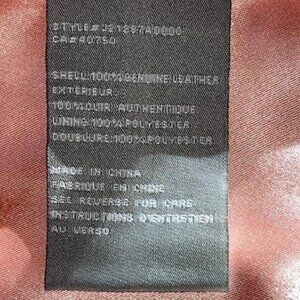 STYLE#J21287A0000
CA#40750
SHELL:100%GENUINE LEATHER
EXTERIEUR:
100%CUIR AUTHENTIQUE
LINING:100%POLYESTER
DOUBLURE:100%POLYESTER
MADE IN CHINA
FABRIQUE EN CHINE
SEE REVERSE FOR CARE
INSTRUCTIONS D'ENTRETIEN
AU VERSO